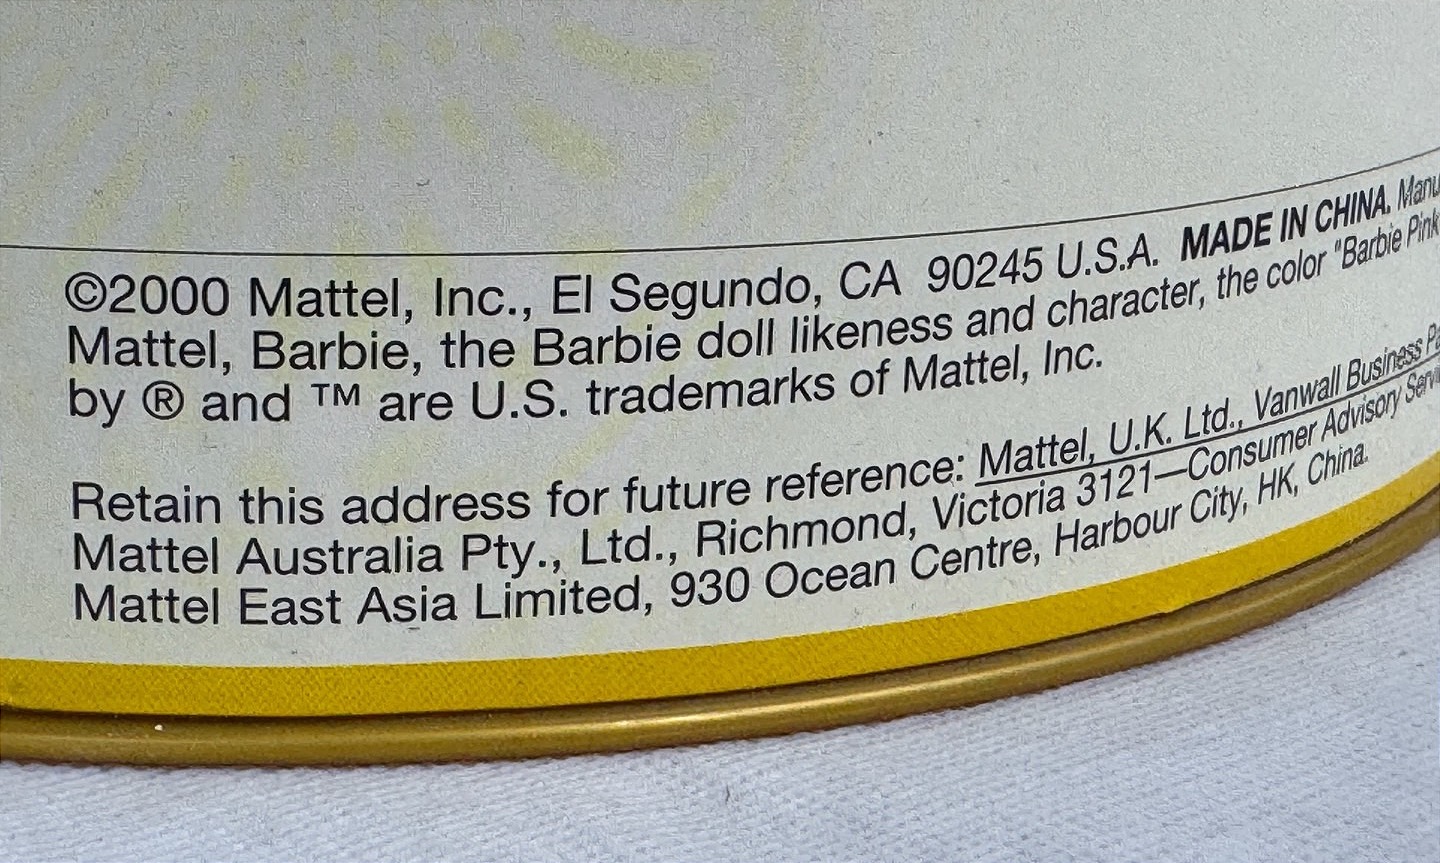 ©2000 Mattel, Inc., El Segundo, CA 90245 U.S.A. MADE IN CHINA.
Mattel, Barbie, the Barbie doll likeness and character, the color "Barbie Pink
by ® and ™ are U.S. trademarks of Mattel, Inc.
Retain this address for future reference: Mattel, U.K. Ltd., Vanwall Business
Mattel Australia Pty., Ltd., Richmond, Victoria 3121—Consumer Advisory
Mattel East Asia Limited, 930 Ocean Centre, Harbour City, HK, China.